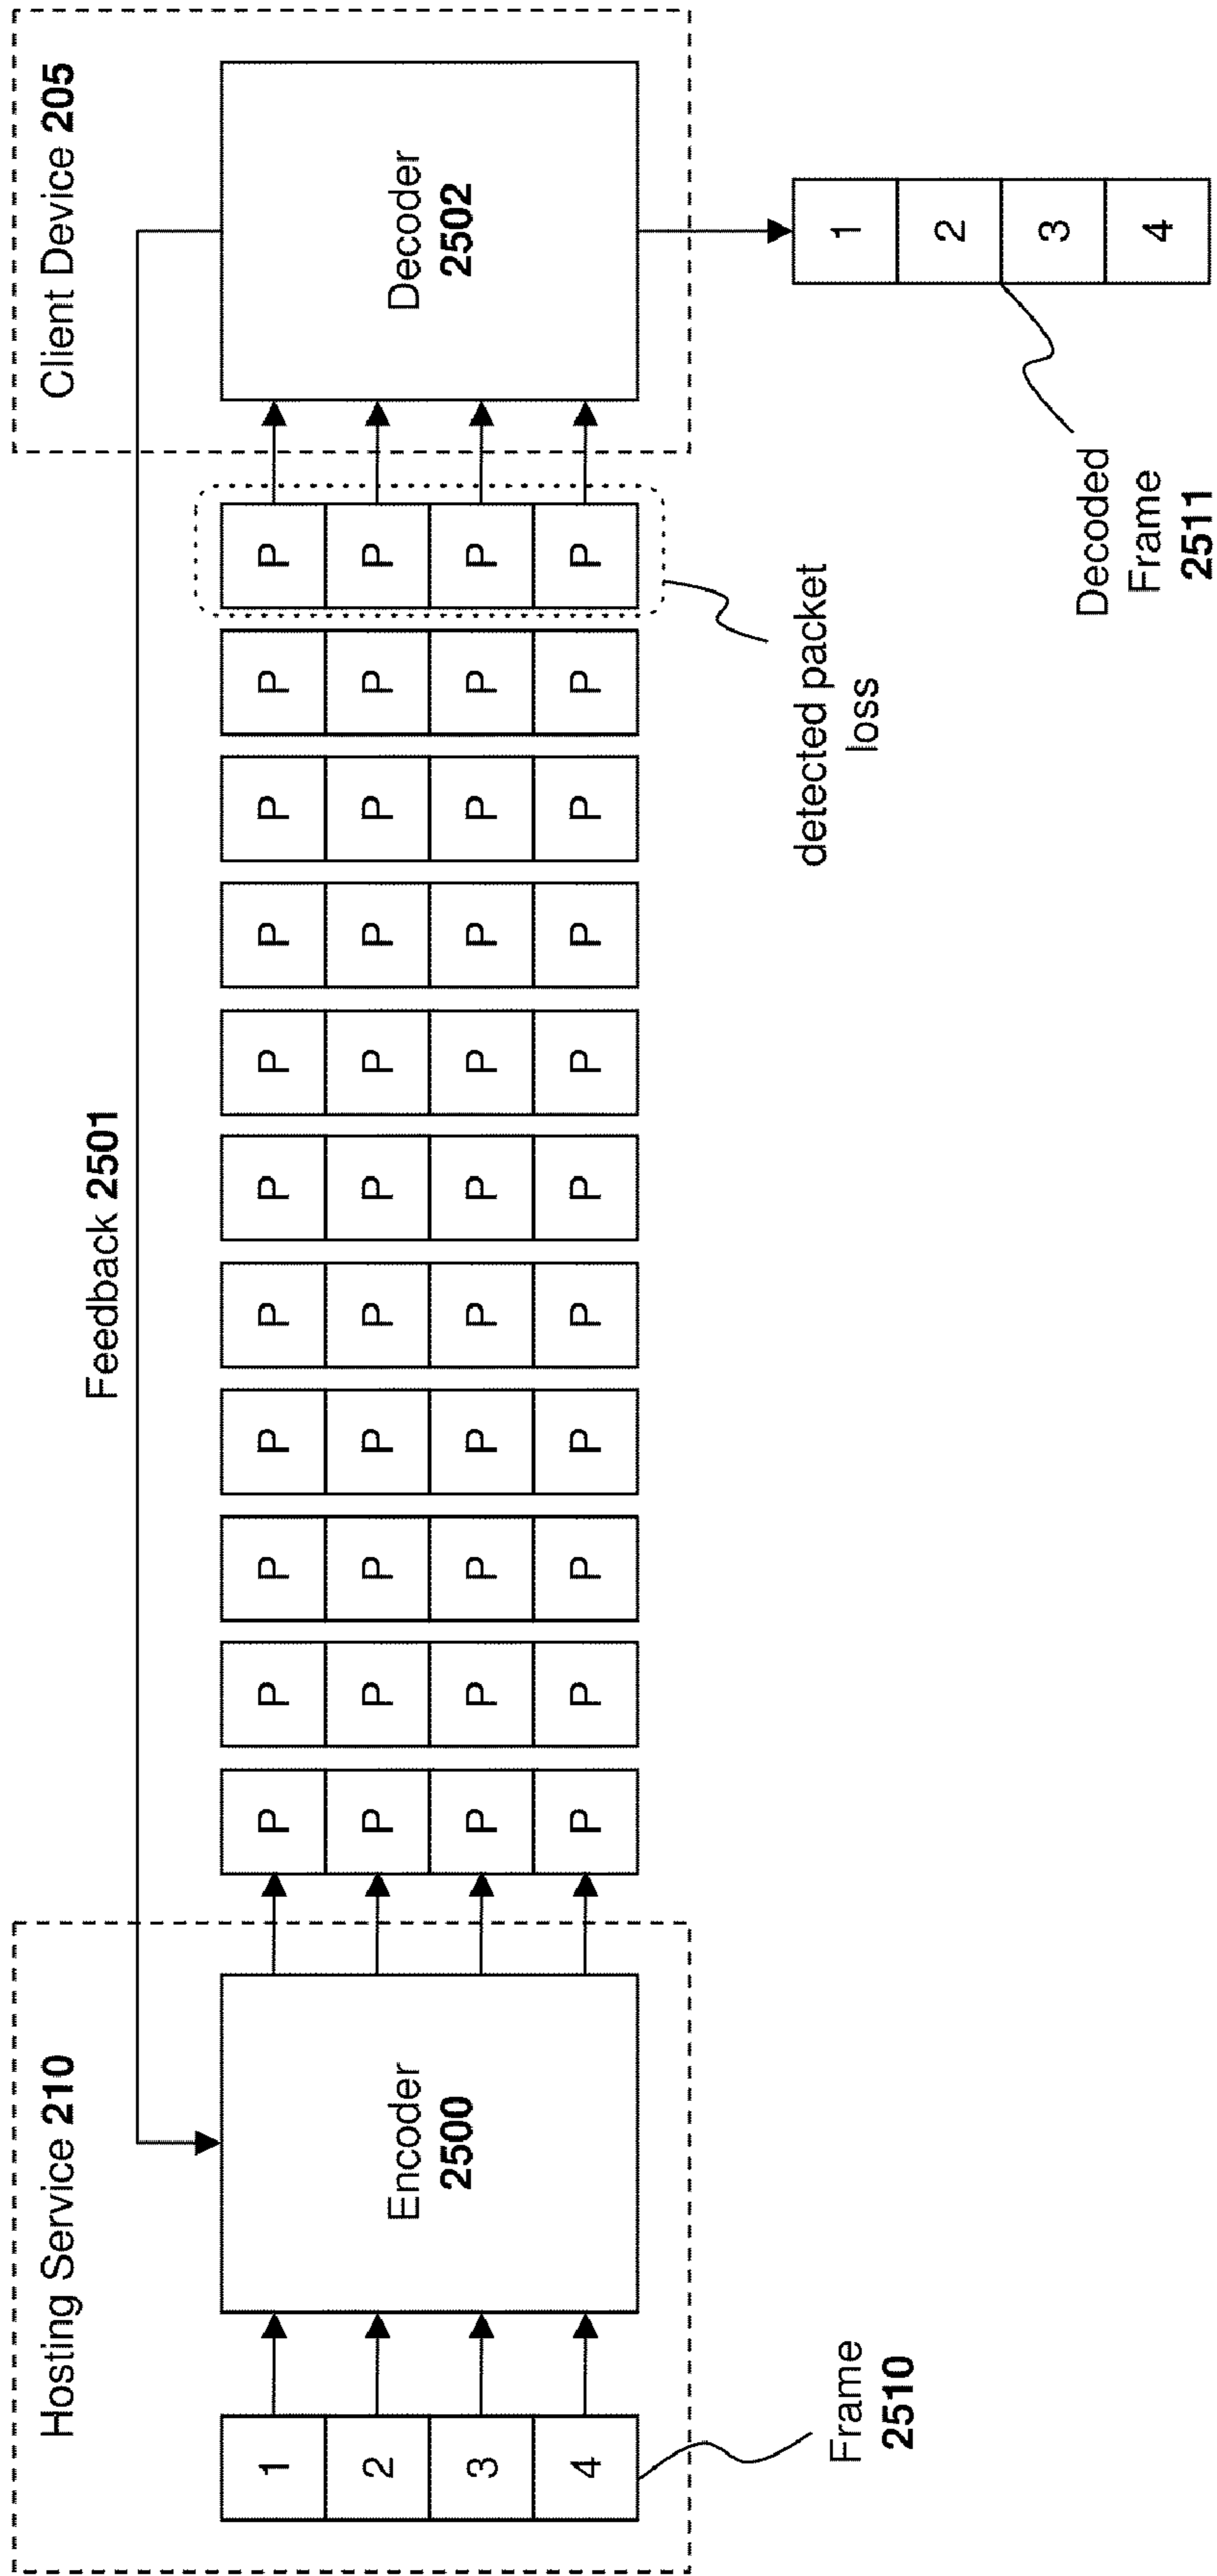 Hosting Service 210
Feedback 2501
Client Device 205
1 P P P P P P P P P P P
2 P P P P P P P P P P P
3 P P P P P P P P P P P
4 P P P P P P P P P P P
Encoder
2500
Decoder
2502
Frame
2510
detected packet
loss
1
2
3
4
Decoded
Frame
2511